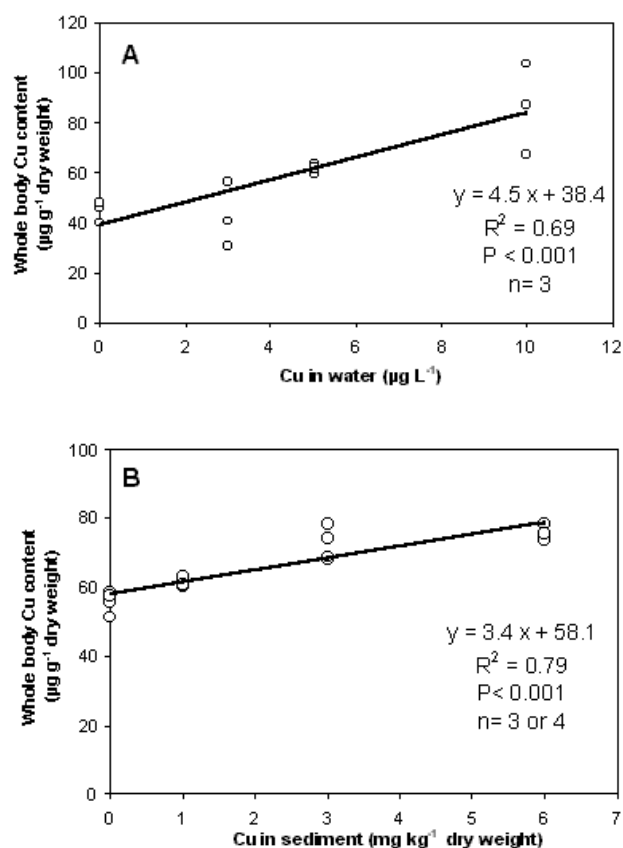 A
Whole body Cu content
(µg g⁻¹ dry weight)
120
100
80
60
40
20
0
y = 4.5 x + 38.4
R² = 0.69
P < 0.001
n= 3
0 2 4 6 8 10 12
Cu in water (µg L⁻¹)
B
Whole body Cu content
(µg g⁻¹ dry weight)
100
80
60
40
20
0
y = 3.4 x + 58.1
R² = 0.79
P< 0.001
n= 3 or 4
0 1 2 3 4 5 6 7
Cu in sediment (mg kg⁻¹ dry weight)